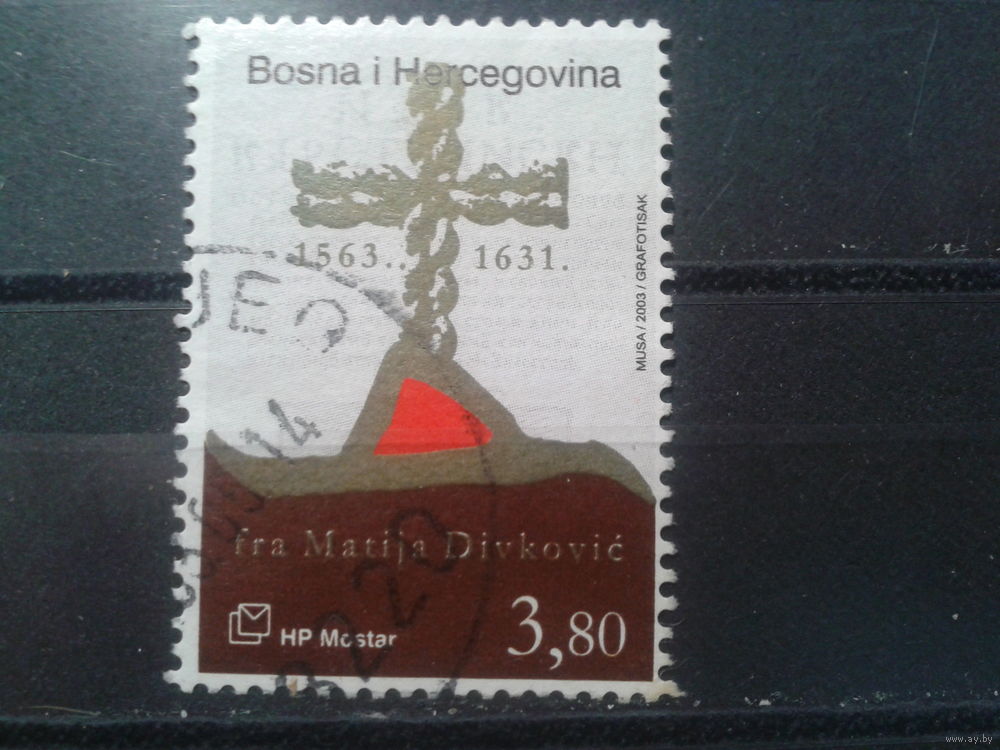 Bosna i Hercegovina
1563.. 1631.
MUSA / 2003 / GRAFOTISAK
fra Matija Divković
HP Mostar
3,80
www.ay.by